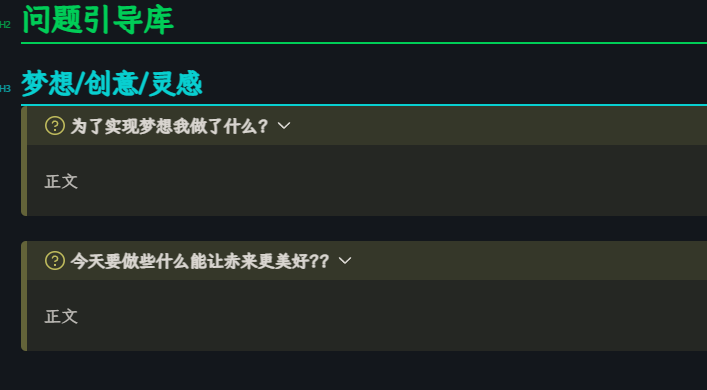 H2
问题引导库
H3
梦想/创意/灵感
为了实现梦想我做了什么?
正文
今天要做些什么能让未来更美好??
正文